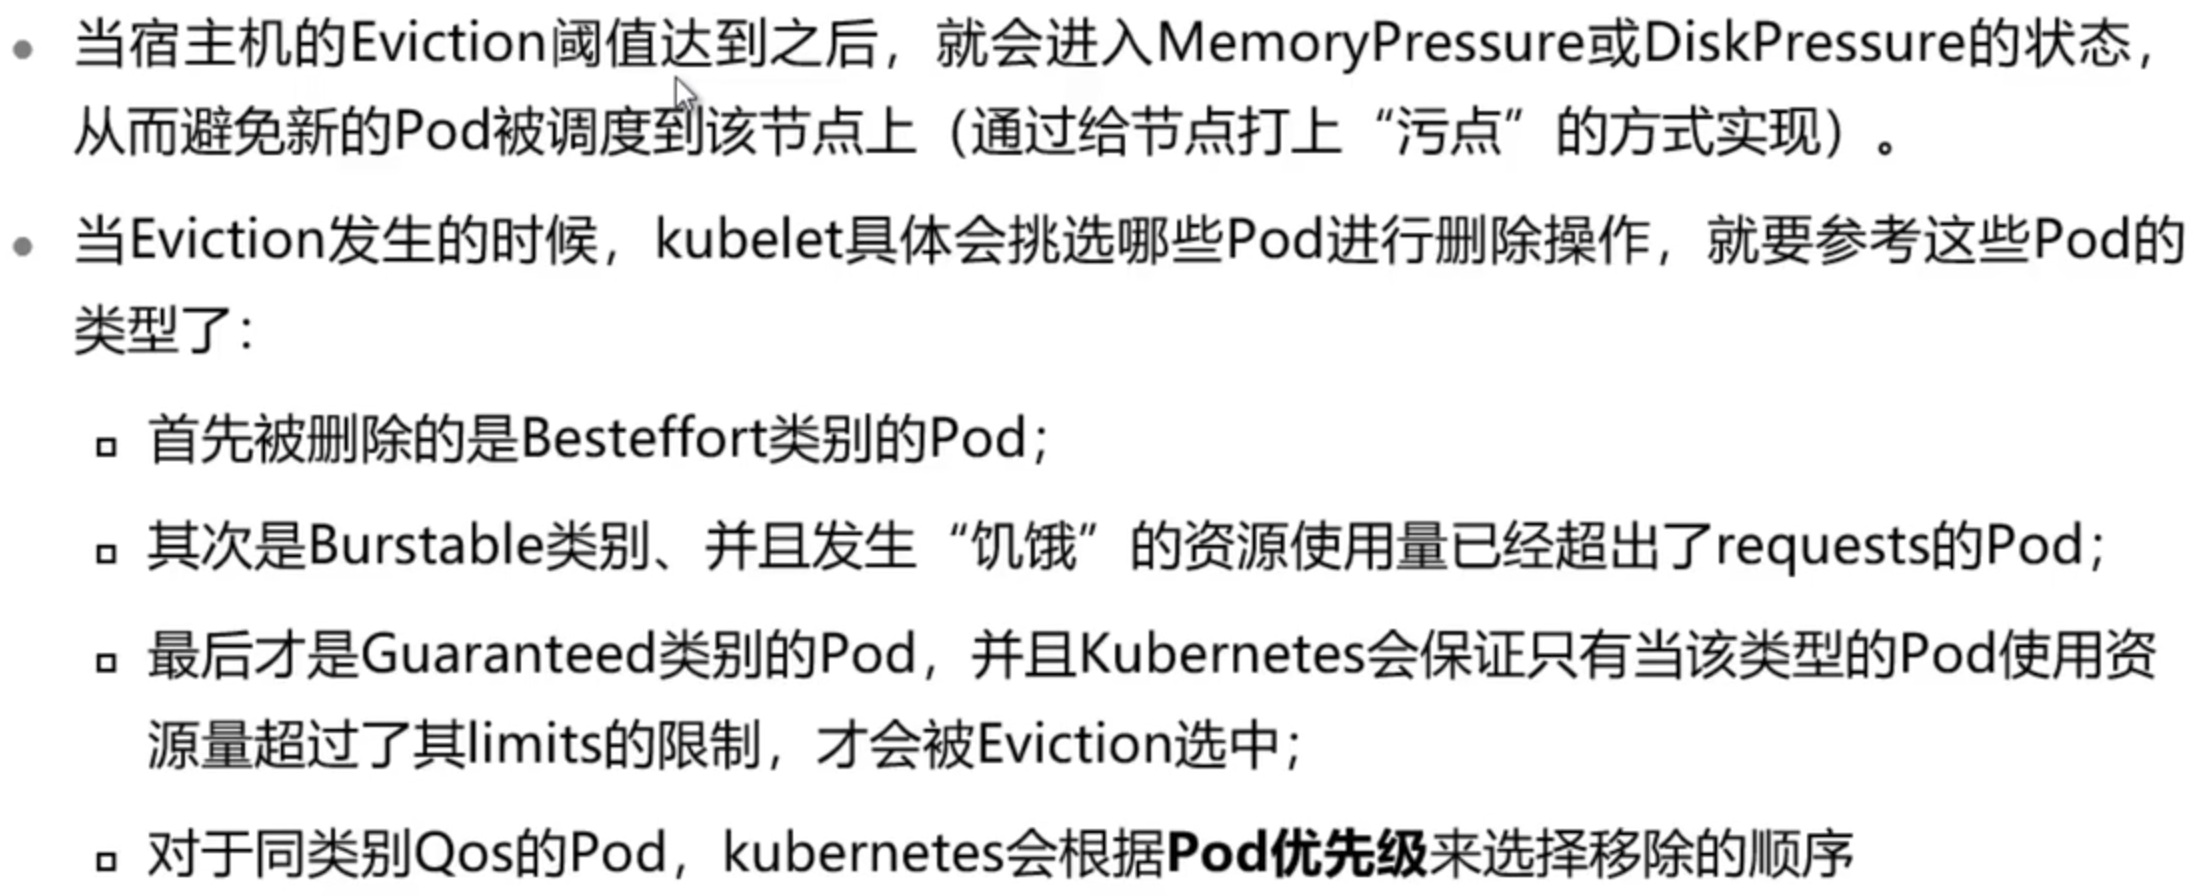 当宿主机的Eviction阈值达到之后，就会进入MemoryPressure或DiskPressure的状态，
从而避免新的Pod被调度到该节点上（通过给节点打上“污点”的方式实现）。
当Eviction发生的时候，kubelet具体会挑选哪些Pod进行删除操作，就要参考这些Pod的
类型了：
首先被删除的是Besteffort类别的Pod；
其次是Burstable类别、并且发生“饥饿”的资源使用量已经超出了requests的Pod；
最后才是Guaranteed类别的Pod，并且Kubernetes会保证只有当该类型的Pod使用资
源量超过了其limits的限制，才会被Eviction选中；
对于同类别Qos的Pod，kubernetes会根据Pod优先级来选择移除的顺序